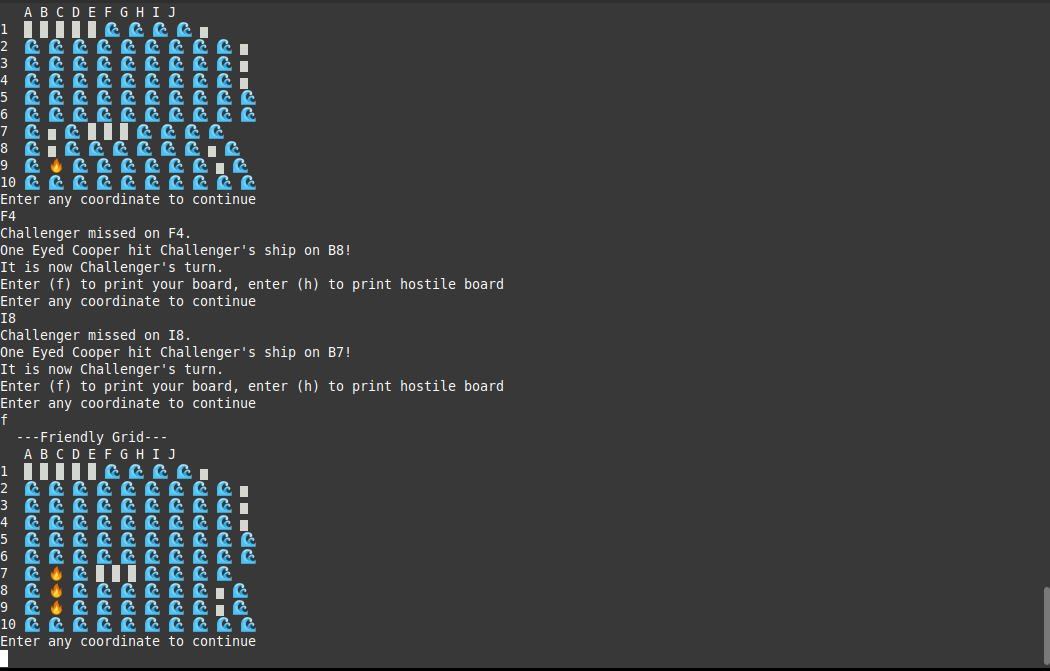 A B C D E F G H I J
1 █ █ █ █ █ 🌊 🌊 🌊 🌊 ▄
2 🌊 🌊 🌊 🌊 🌊 🌊 🌊 🌊 🌊 ▄
3 🌊 🌊 🌊 🌊 🌊 🌊 🌊 🌊 🌊 ▄
4 🌊 🌊 🌊 🌊 🌊 🌊 🌊 🌊 🌊 ▄
5 🌊 🌊 🌊 🌊 🌊 🌊 🌊 🌊 🌊 🌊
6 🌊 🌊 🌊 🌊 🌊 🌊 🌊 🌊 🌊 🌊
7 🌊 ▄ 🌊 █ █ █ 🌊 🌊 🌊 🌊
8 🌊 ▄ 🌊 🌊 🌊 🌊 🌊 🌊 ▄ 🌊
9 🌊 🔥 🌊 🌊 🌊 🌊 🌊 🌊 ▄ 🌊
10 🌊 🌊 🌊 🌊 🌊 🌊 🌊 🌊 🌊 🌊
Enter any coordinate to continue
F4
Challenger missed on F4.
One Eyed Cooper hit Challenger's ship on B8!
It is now Challenger's turn.
Enter (f) to print your board, enter (h) to print hostile board
Enter any coordinate to continue
I8
Challenger missed on I8.
One Eyed Cooper hit Challenger's ship on B7!
It is now Challenger's turn.
Enter (f) to print your board, enter (h) to print hostile board
Enter any coordinate to continue
f
---Friendly Grid---
A B C D E F G H I J
1 █ █ █ █ █ 🌊 🌊 🌊 🌊 ▄
2 🌊 🌊 🌊 🌊 🌊 🌊 🌊 🌊 🌊 ▄
3 🌊 🌊 🌊 🌊 🌊 🌊 🌊 🌊 🌊 ▄
4 🌊 🌊 🌊 🌊 🌊 🌊 🌊 🌊 🌊 ▄
5 🌊 🌊 🌊 🌊 🌊 🌊 🌊 🌊 🌊 🌊
6 🌊 🌊 🌊 🌊 🌊 🌊 🌊 🌊 🌊 🌊
7 🌊 🔥 🌊 █ █ █ 🌊 🌊 🌊 🌊
8 🌊 🔥 🌊 🌊 🌊 🌊 🌊 🌊 ▄ 🌊
9 🌊 🔥 🌊 🌊 🌊 🌊 🌊 🌊 ▄ 🌊
10 🌊 🌊 🌊 🌊 🌊 🌊 🌊 🌊 🌊 🌊
Enter any coordinate to continue